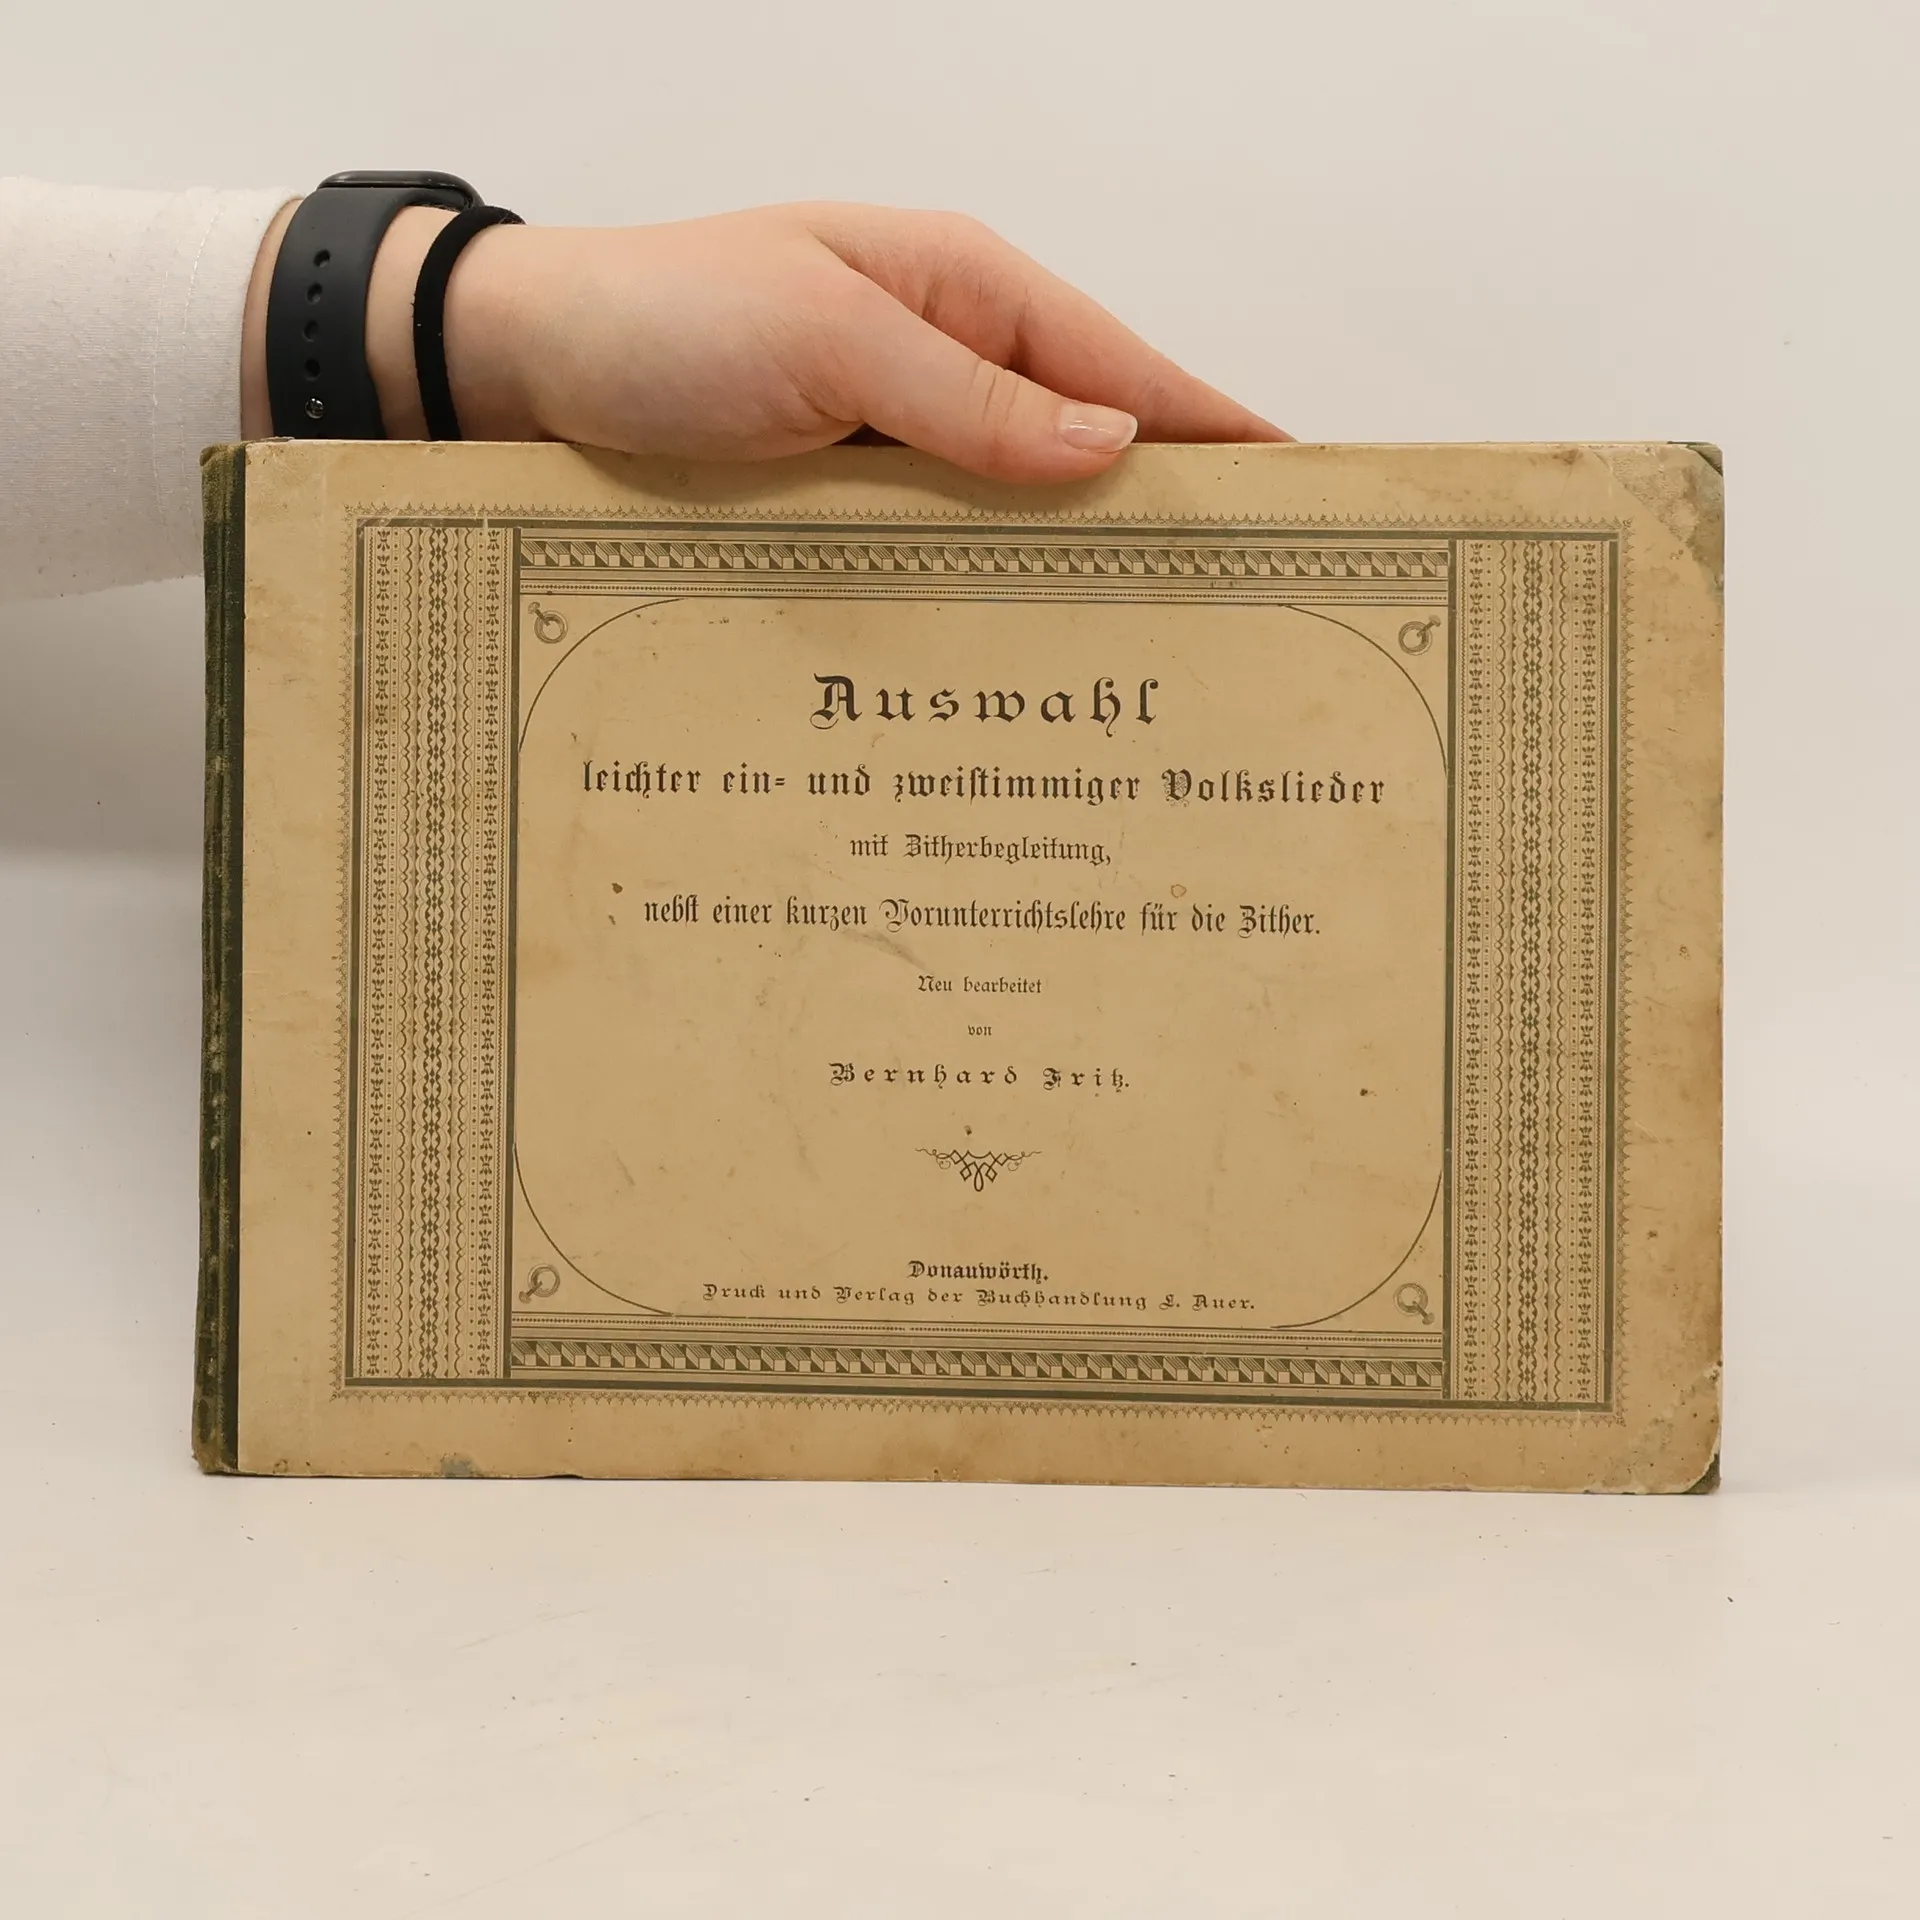 Auswahl
leichter ein= und zweistimmiger Volkslieder
mit Zitherbegleitung,
nebst einer kurzen Vorunterrichtslehre für die Zither.
Neu bearbeitet
von
Bernhard Fritz.
Donauwörth.
Druck und Verlag der Buchhandlung L. Auer.